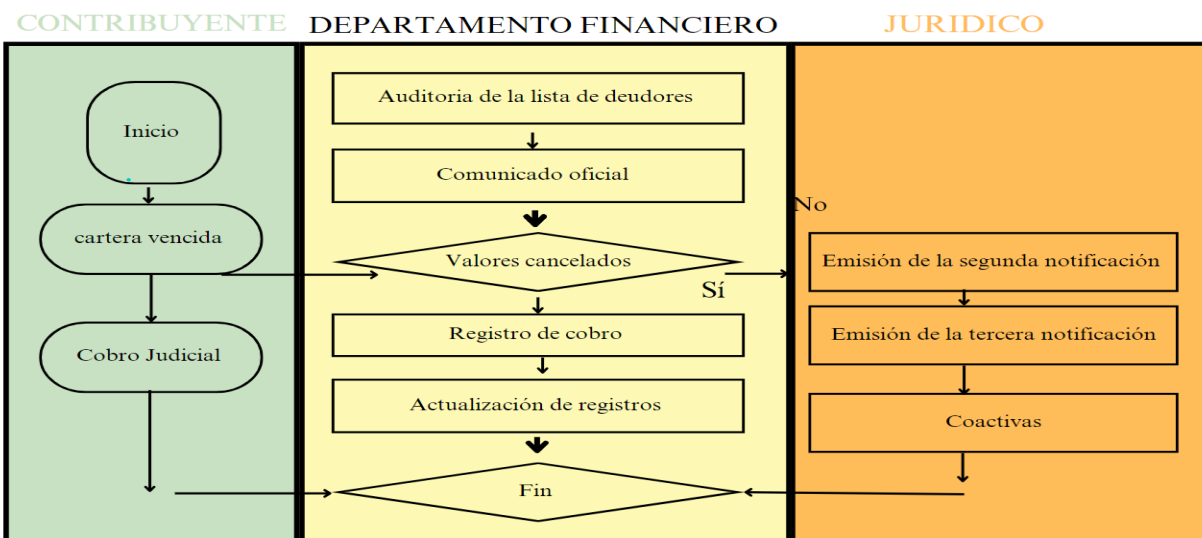 CONTRIBUYENTE
DEPARTAMENTO FINANCIERO
JURIDICO
Inicio
cartera vencida
Cobro Judicial
Auditoria de la lista de deudores
Comunicado oficial
Valores cancelados
Sí
Registro de cobro
Actualización de registros
Fin
No
Emisión de la segunda notificación
Emisión de la tercera notificación
Coactivas